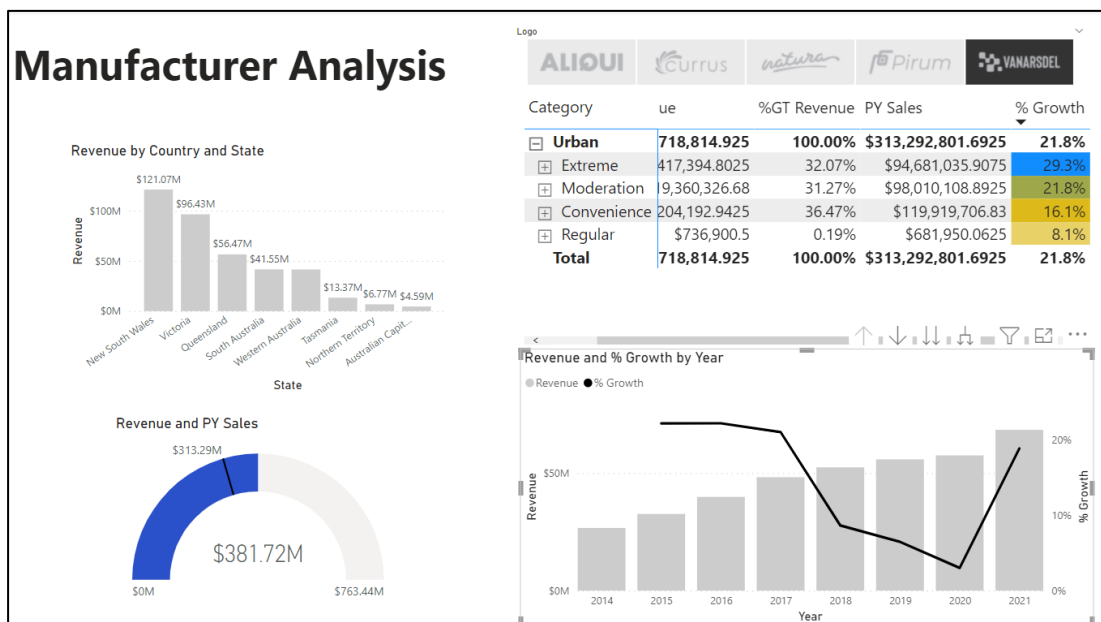 Manufacturer Analysis
Revenue by Country and State
Revenue
$100M
$50M
$0M
$121.07M
$96.43M
$56.47M
$41.55M
$13.37M
$6.77M
$4.59M
New South Wales
Victoria
Queensland
South Australia
Western Australia
Tasmania
Northern Territory
Australian Capit...
State
Revenue and PY Sales
$313.29M
$381.72M
$0M
$763.44M
Logo
ALIQUI
currus
natura
Pirum
VANARSDEL
Category ue %GT Revenue PY Sales % Growth
Urban 718,814.925 100.00% $313,292,801.6925 21.8%
Extreme 417,394.8025 32.07% $94,681,035.9075 29.3%
Moderation 19,360,326.68 31.27% $98,010,108.8925 21.8%
Convenience 204,192.9425 36.47% $119,919,706.83 16.1%
Regular $736,900.5 0.19% $681,950.0625 8.1%
Total 718,814.925 100.00% $313,292,801.6925 21.8%
Revenue and % Growth by Year
Revenue % Growth
Revenue
$50M
$0M
20%
10%
0%
% Growth
2014 2015 2016 2017 2018 2019 2020 2021
Year